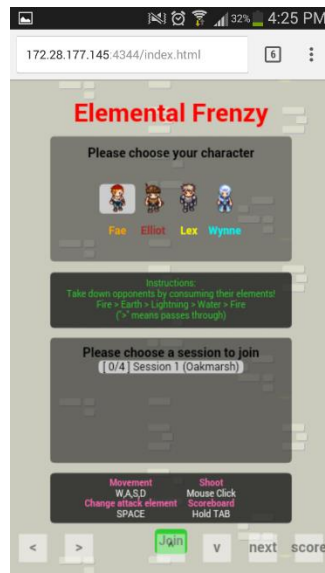 32% 4:25 PM
172.28.177.145:4344/index.html 6
Elemental Frenzy
Please choose your character
Fae Elliot Lex Wynne
Instructions:
Take down opponents by consuming their elements!
Fire > Earth > Lightning > Water > Fire
(">" means passes through)
Please choose a session to join
[ 0/4 ] Session 1 (Oakmarsh)
Movement Shoot
W,A,S,D Mouse Click
Change attack element Scoreboard
SPACE Hold TAB
< > Join ^ v next score